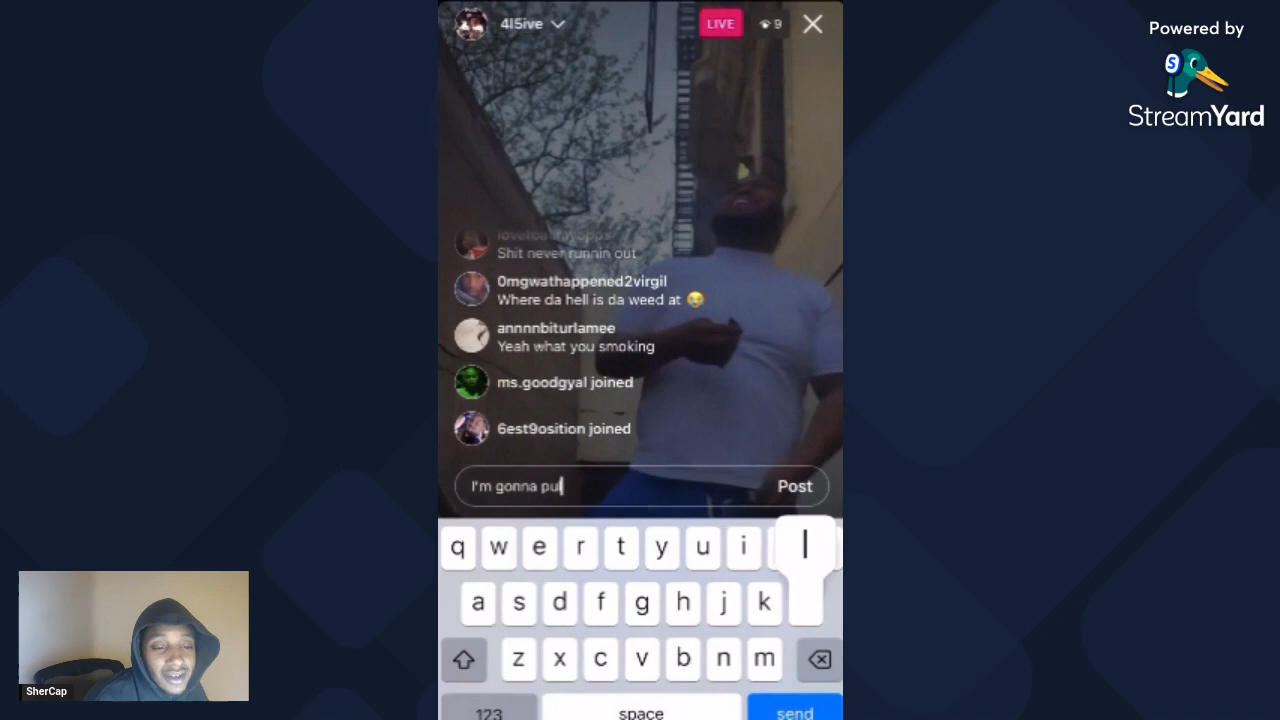 4l5ive
LIVE
9
Powered by
S
StreamYard
Shit never runnin out
0mgwathappened2virgil
Where da hell is da weed at 😂
annnnbiturlamee
Yeah what you smoking
ms.goodgyal joined
6est9osition joined
I'm gonna pul
Post
q w e r t y u i
l
a s d f g h j k
z x c v b n m
123 space send
SherCap